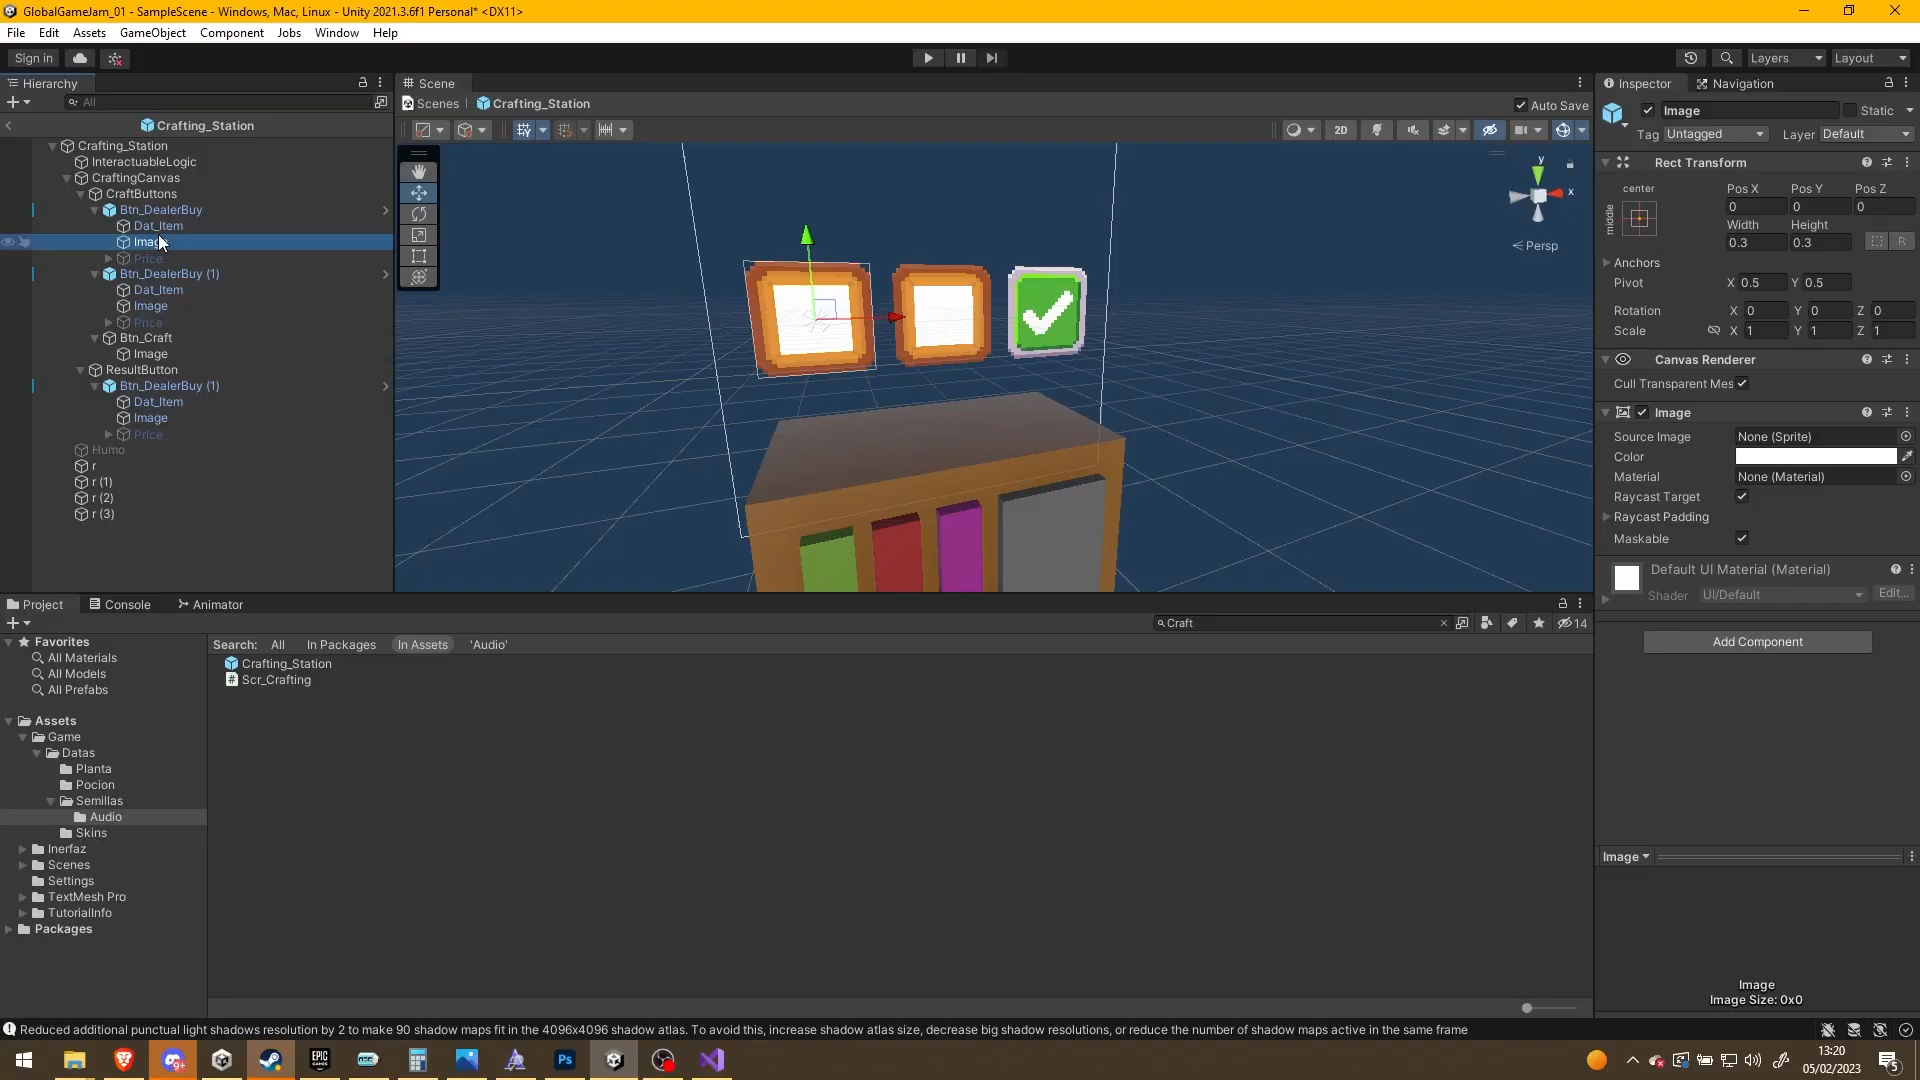 GlobalGameJam_01 - SampleScene - Windows, Mac, Linux - Unity 2021.3.6f1 Personal* <DX11>
File Edit Assets GameObject Component Jobs Window Help
Sign in
Layers Layout
Hierarchy
All
Crafting_Station
Crafting_Station
InteractuableLogic
CraftingCanvas
CraftButtons
Btn_DealerBuy
Dat_Item
Image
Price
Btn_DealerBuy (1)
Dat_Item
Image
Price
Btn_Craft
Image
ResultButton
Btn_DealerBuy (1)
Dat_Item
Image
Price
Humo
r
r (1)
r (2)
r (3)
Scene
Scenes Crafting_Station
Auto Save
2D
y
x
Persp
Inspector Navigation
Image Static
Tag Untagged Layer Default
Rect Transform
center Pos X Pos Y Pos Z
middle 0 0 0
Width Height
0.3 0.3 R
Anchors
Pivot X 0.5 Y 0.5
Rotation X 0 Y 0 Z 0
Scale X 1 Y 1 Z 1
Canvas Renderer
Cull Transparent Mes
Image
Source Image None (Sprite)
Color
Material None (Material)
Raycast Target
Raycast Padding
Maskable
Default UI Material (Material)
Shader UI/Default Edit...
Add Component
Image
Image
Image Size: 0x0
Project Console Animator
Craft
14
Favorites
All Materials
All Models
All Prefabs
Assets
Game
Datas
Planta
Pocion
Semillas
Audio
Skins
Inerfaz
Scenes
Settings
TextMesh Pro
TutorialInfo
Packages
Search: All In Packages In Assets 'Audio'
Crafting_Station
Scr_Crafting
Reduced additional punctual light shadows resolution by 2 to make 90 shadow maps fit in the 4096x4096 shadow atlas. To avoid this, increase shadow atlas size, decrease big shadow resolutions, or reduce the number of shadow maps active in the same frame
9+
EPIC
Ps
13:20
05/02/2023
5